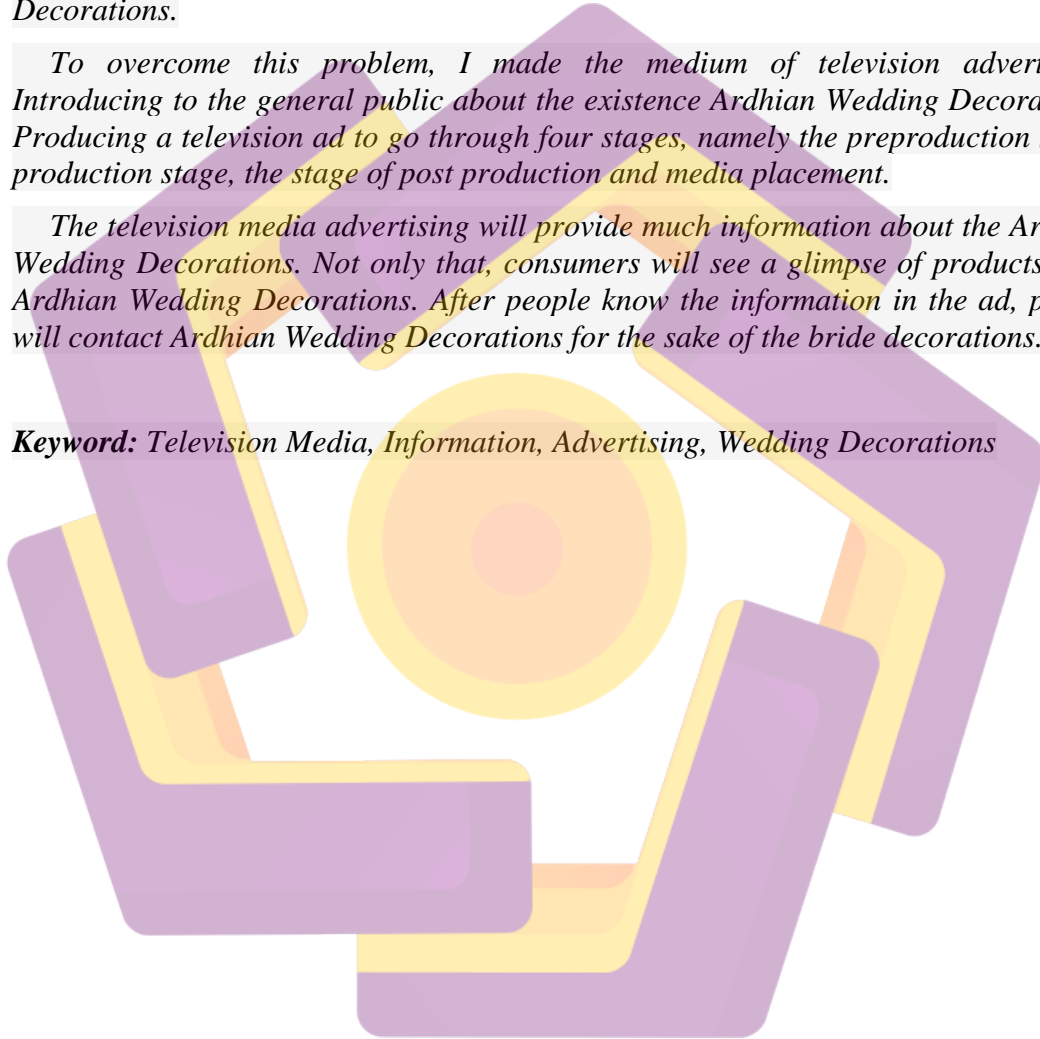 Decorations.
To overcome this problem, I made the medium of television advert
Introducing to the general public about the existence Ardhian Wedding Decora
Producing a television ad to go through four stages, namely the preproduction
production stage, the stage of post production and media placement.
The television media advertising will provide much information about the Ar
Wedding Decorations. Not only that, consumers will see a glimpse of products
Ardhian Wedding Decorations. After people know the information in the ad, p
will contact Ardhian Wedding Decorations for the sake of the bride decorations.
Keyword: Television Media, Information, Advertising, Wedding Decorations